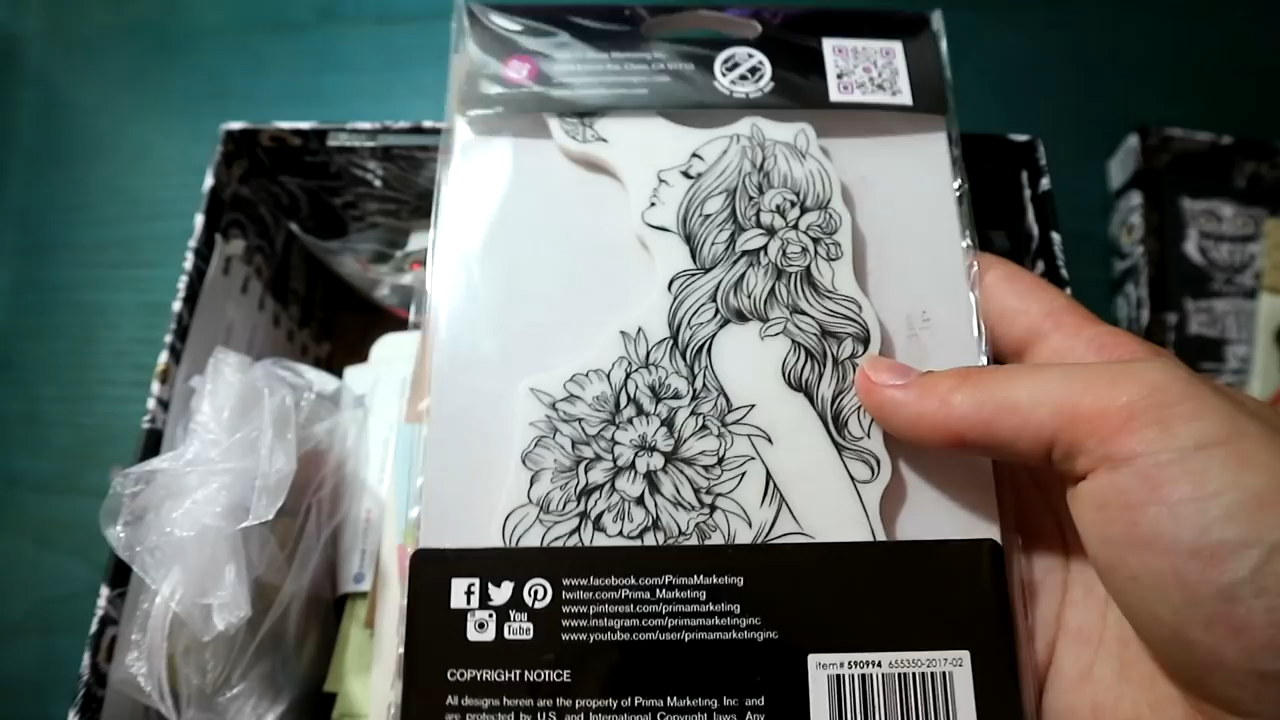 www.facebook.com/PrimaMarketing
twitter.com/Prima_Marketing
www.pinterest.com/primamarketing
www.instagram.com/primamarketinginc
You
Tube
www.youtube.com/user/primamarketinginc
item# 590994 655350-2017-02
COPYRIGHT NOTICE
All designs herein are the property of Prima Marketing, Inc and
are protected by U.S. and International Copyright laws. Any